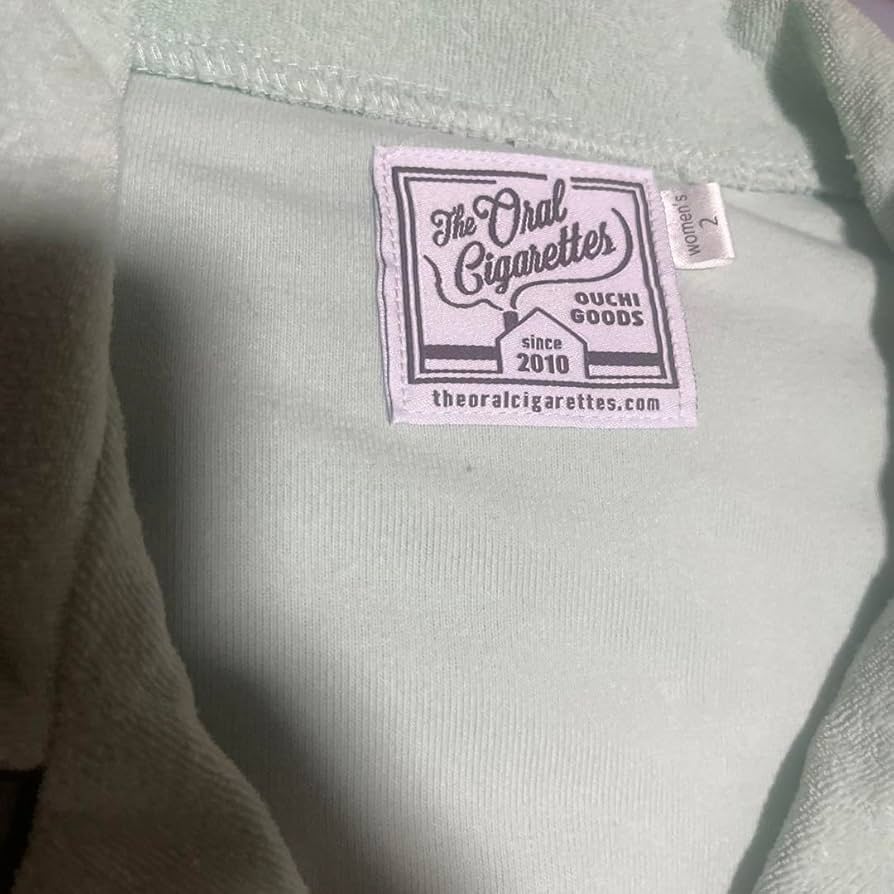 The Oral
Cigarettes
OUCHI
GOODS
since
2010
theoralcigarettes.com
women's
2